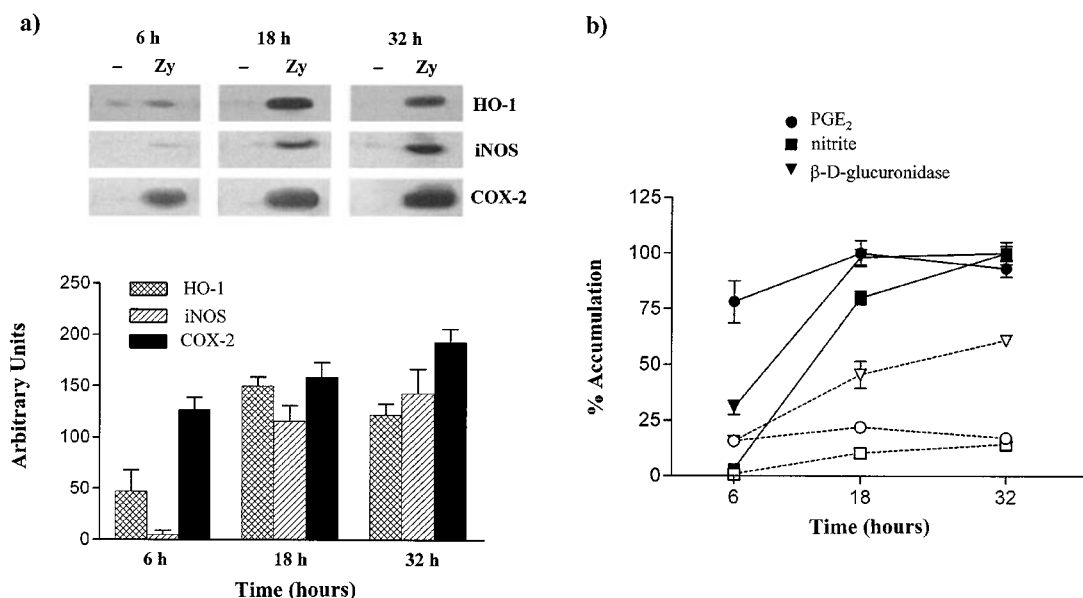 a)
6 h 18 h 32 h
– Zy – Zy – Zy
HO-1
iNOS
COX-2
250
200
150
100
50
0
Arbitrary Units
HO-1
iNOS
COX-2
6 h 18 h 32 h
Time (hours)
b)
PGE₂
nitrite
β-D-glucuronidase
125
100
75
50
25
0
% Accumulation
6 18 32
Time (hours)